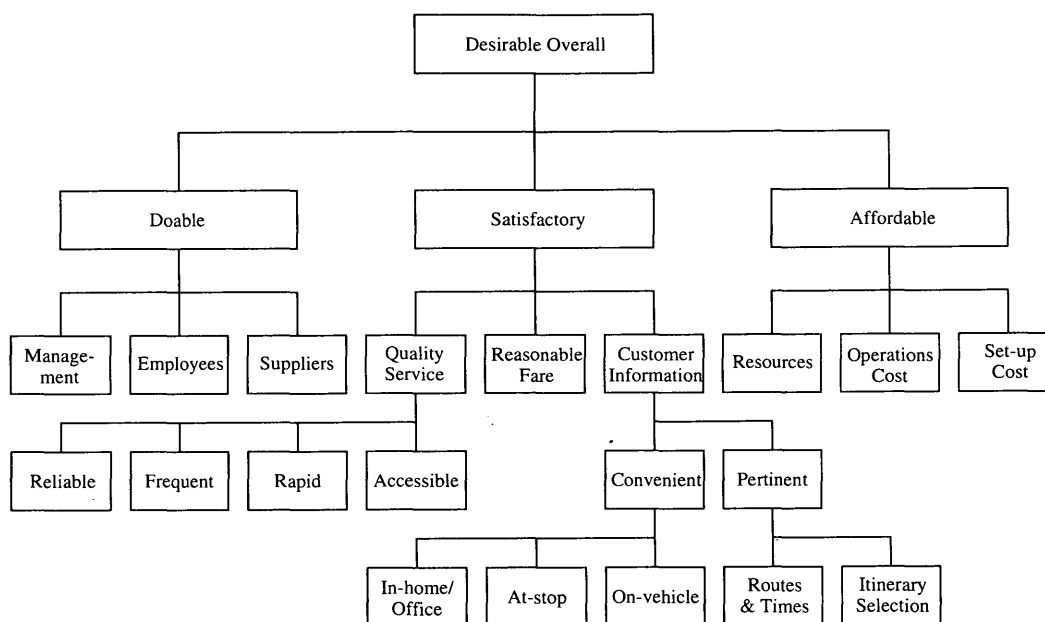 Desirable Overall
Doable
Satisfactory
Affordable
Manage-
ment
Employees
Suppliers
Quality
Service
Reasonable
Fare
Customer
Information
Resources
Operations
Cost
Set-up
Cost
Reliable
Frequent
Rapid
Accessible
Convenient
Pertinent
In-home/
Office
At-stop
On-vehicle
Routes
& Times
Itinerary
Selection